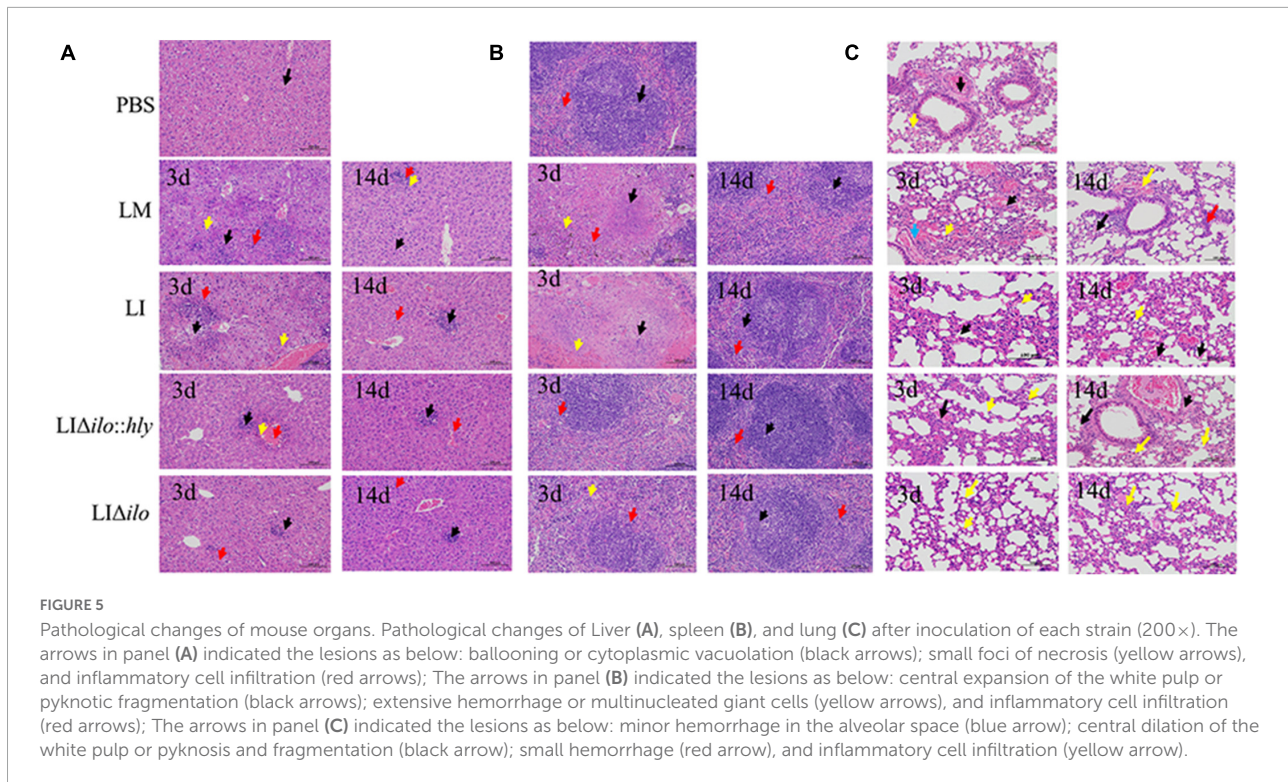 A
B
C
PBS
LM
3d
14d
3d
14d
3d
14d
LI
3d
14d
3d
14d
3d
14d
LIΔilo::hly
3d
14d
3d
14d
3d
14d
LIΔilo
3d
14d
3d
14d
3d
14d
FIGURE 5
Pathological changes of mouse organs. Pathological changes of Liver (A), spleen (B), and lung (C) after inoculation of each strain (200×). The
arrows in panel (A) indicated the lesions as below: ballooning or cytoplasmic vacuolation (black arrows); small foci of necrosis (yellow arrows),
and inflammatory cell infiltration (red arrows); The arrows in panel (B) indicated the lesions as below: central expansion of the white pulp or
pyknotic fragmentation (black arrows); extensive hemorrhage or multinucleated giant cells (yellow arrows), and inflammatory cell infiltration
(red arrows); The arrows in panel (C) indicated the lesions as below: minor hemorrhage in the alveolar space (blue arrow); central dilation of the
white pulp or pyknosis and fragmentation (black arrow); small hemorrhage (red arrow), and inflammatory cell infiltration (yellow arrow).